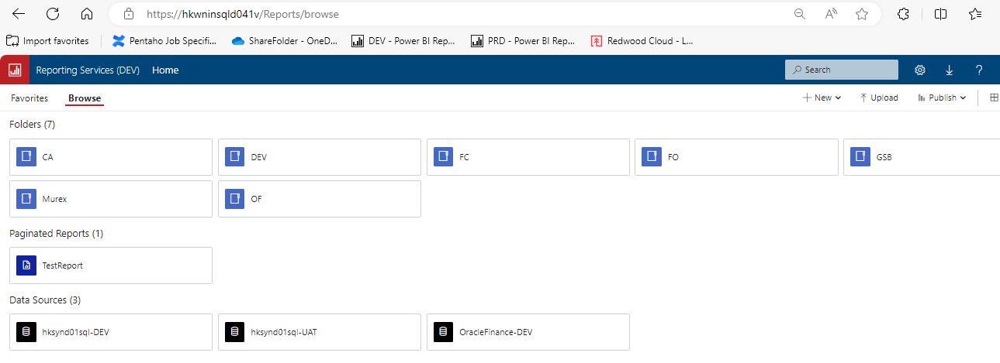 https://hkwninsqld041v/Reports/browse
Import favorites Pentaho Job Specifi... ShareFolder - OneD... DEV - Power BI Rep... PRD - Power BI Rep... Redwood Cloud - L...
Reporting Services (DEV) Home Search
Favorites Browse New Upload Publish
Folders (7)
CA DEV FC FO GSB
Murex OF
Paginated Reports (1)
TestReport
Data Sources (3)
hksynd01sql-DEV hksynd01sql-UAT OracleFinance-DEV